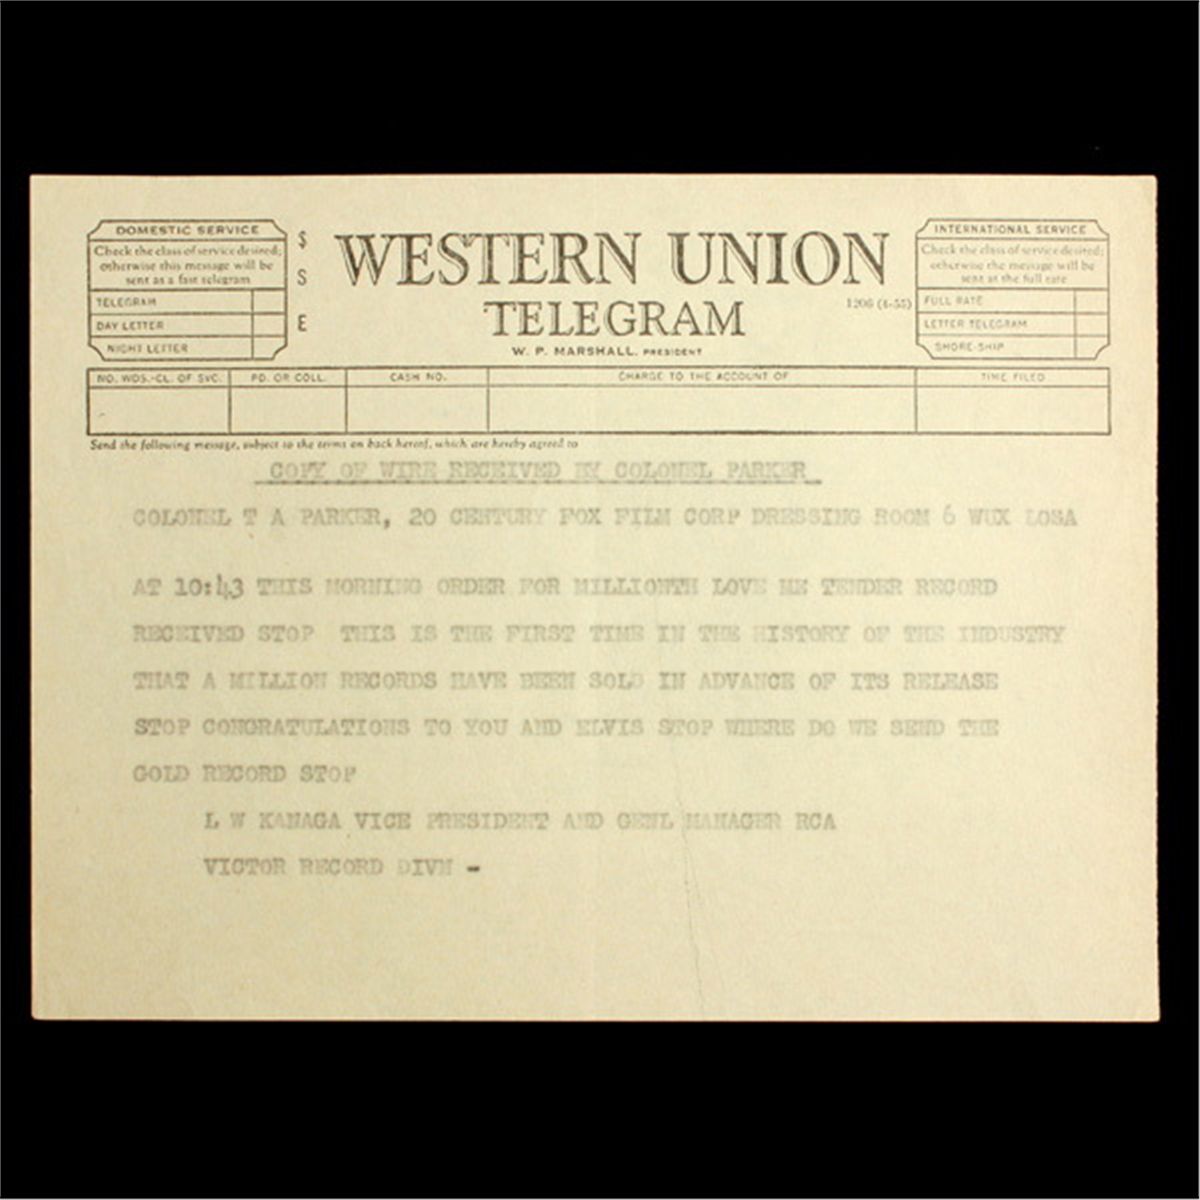 DOMESTIC SERVICE
Check the class of service desired;
otherwise this message will be
sent as a fast telegram
TELEGRAM
DAY LETTER
NIGHT LETTER
$
S
E
WESTERN UNION
TELEGRAM
1206 (4-55)
W. P. MARSHALL, PRESIDENT
INTERNATIONAL SERVICE
Check the class of service desired;
otherwise the message will be
sent at the full rate
FULL RATE
LETTER TELEGRAM
SHORE-SHIP
NO. WDS.-CL. OF SVC. PD. OR COLL. CASH NO. CHARGE TO THE ACCOUNT OF TIME FILED
Send the following message, subject to the terms on back hereof, which are hereby agreed to
COPY OF WIRE RECEIVED BY COLONEL PARKER
COLONEL T A PARKER, 20 CENTURY FOX FILM CORP DRESSING ROOM 6 WUX LOSA
AT 10:43 THIS MORNING ORDER FOR MILLIONTH LOVE ME TENDER RECORD
RECEIVED STOP THIS IS THE FIRST TIME IN THE HISTORY OF THE INDUSTRY
THAT A MILLION RECORDS HAVE BEEN SOLD IN ADVANCE OF ITS RELEASE
STOP CONGRATULATIONS TO YOU AND ELVIS STOP WHERE DO WE SEND THE
GOLD RECORD STOP
L W KANAGA VICE PRESIDENT AND GENL MANAGER RCA
VICTOR RECORD DIVN -